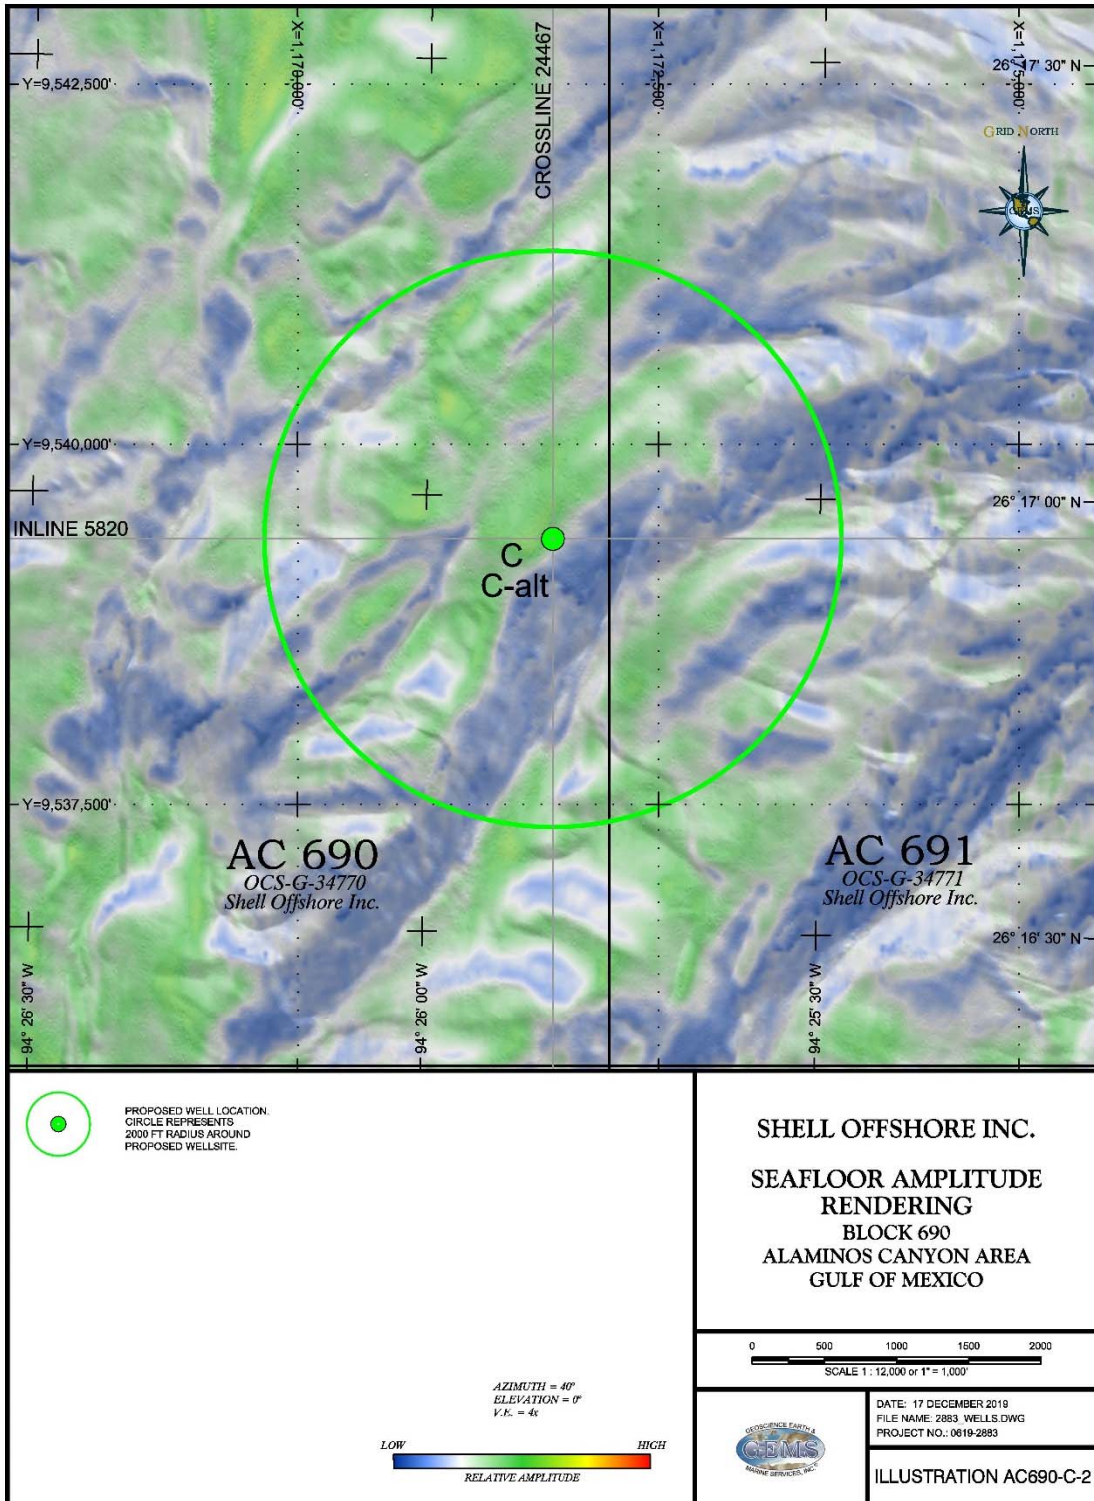 X=1,170,000'
CROSSLINE 24467
X=1,172,500'
X=1,175,000'
26° 17' 30" N
Y=9,542,500'
GRID NORTH
GEMS
Y=9,540,000'
26° 17' 00" N
INLINE 5820
C
C-alt
Y=9,537,500'
AC 690
OCS-G-34770
Shell Offshore Inc.
AC 691
OCS-G-34771
Shell Offshore Inc.
26° 16' 30" N
94° 26' 30" W
94° 26' 00" W
94° 25' 30" W
PROPOSED WELL LOCATION.
CIRCLE REPRESENTS
2000 FT RADIUS AROUND
PROPOSED WELLSITE.
AZIMUTH = 40°
ELEVATION = 0°
V.E. = 4x
LOW HIGH
RELATIVE AMPLITUDE
SHELL OFFSHORE INC.
SEAFLOOR AMPLITUDE
RENDERING
BLOCK 690
ALAMINOS CANYON AREA
GULF OF MEXICO
0 500 1000 1500 2000
SCALE 1 : 12,000 or 1" = 1,000'
GEOSCIENCE EARTH &
GEMS
MARINE SERVICES, INC.
DATE: 17 DECEMBER 2019
FILE NAME: 2883_WELLS.DWG
PROJECT NO.: 0619-2883
ILLUSTRATION AC690-C-2